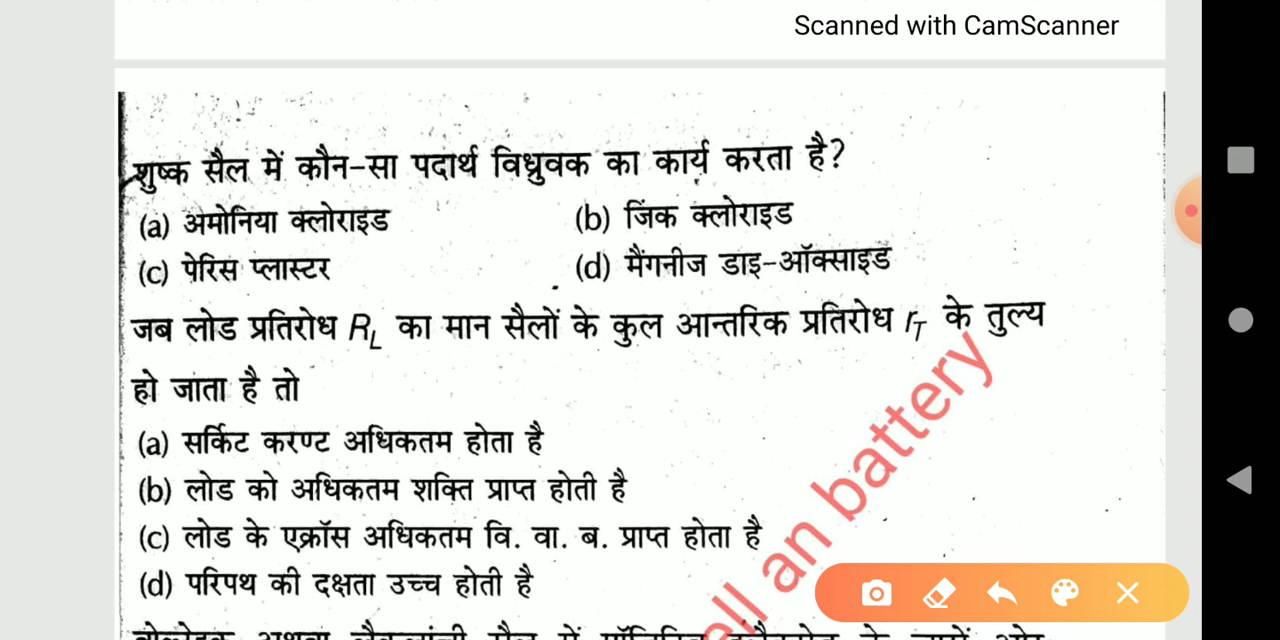 Scanned with CamScanner
शुष्क सैल में कौन-सा पदार्थ विध्रुवक का कार्य करता है?
(a) अमोनिया क्लोराइड (b) जिंक क्लोराइड
(c) पेरिस प्लास्टर (d) मैंगनीज डाइ-ऑक्साइड
जब लोड प्रतिरोध R_L का मान सैलों के कुल आन्तरिक प्रतिरोध r_T के तुल्य
हो जाता है तो
(a) सर्किट करण्ट अधिकतम होता है
(b) लोड को अधिकतम शक्ति प्राप्त होती है
(c) लोड के एक्रॉस अधिकतम वि. वा. ब. प्राप्त होता है
(d) परिपथ की दक्षता उच्च होती है
ell an battery